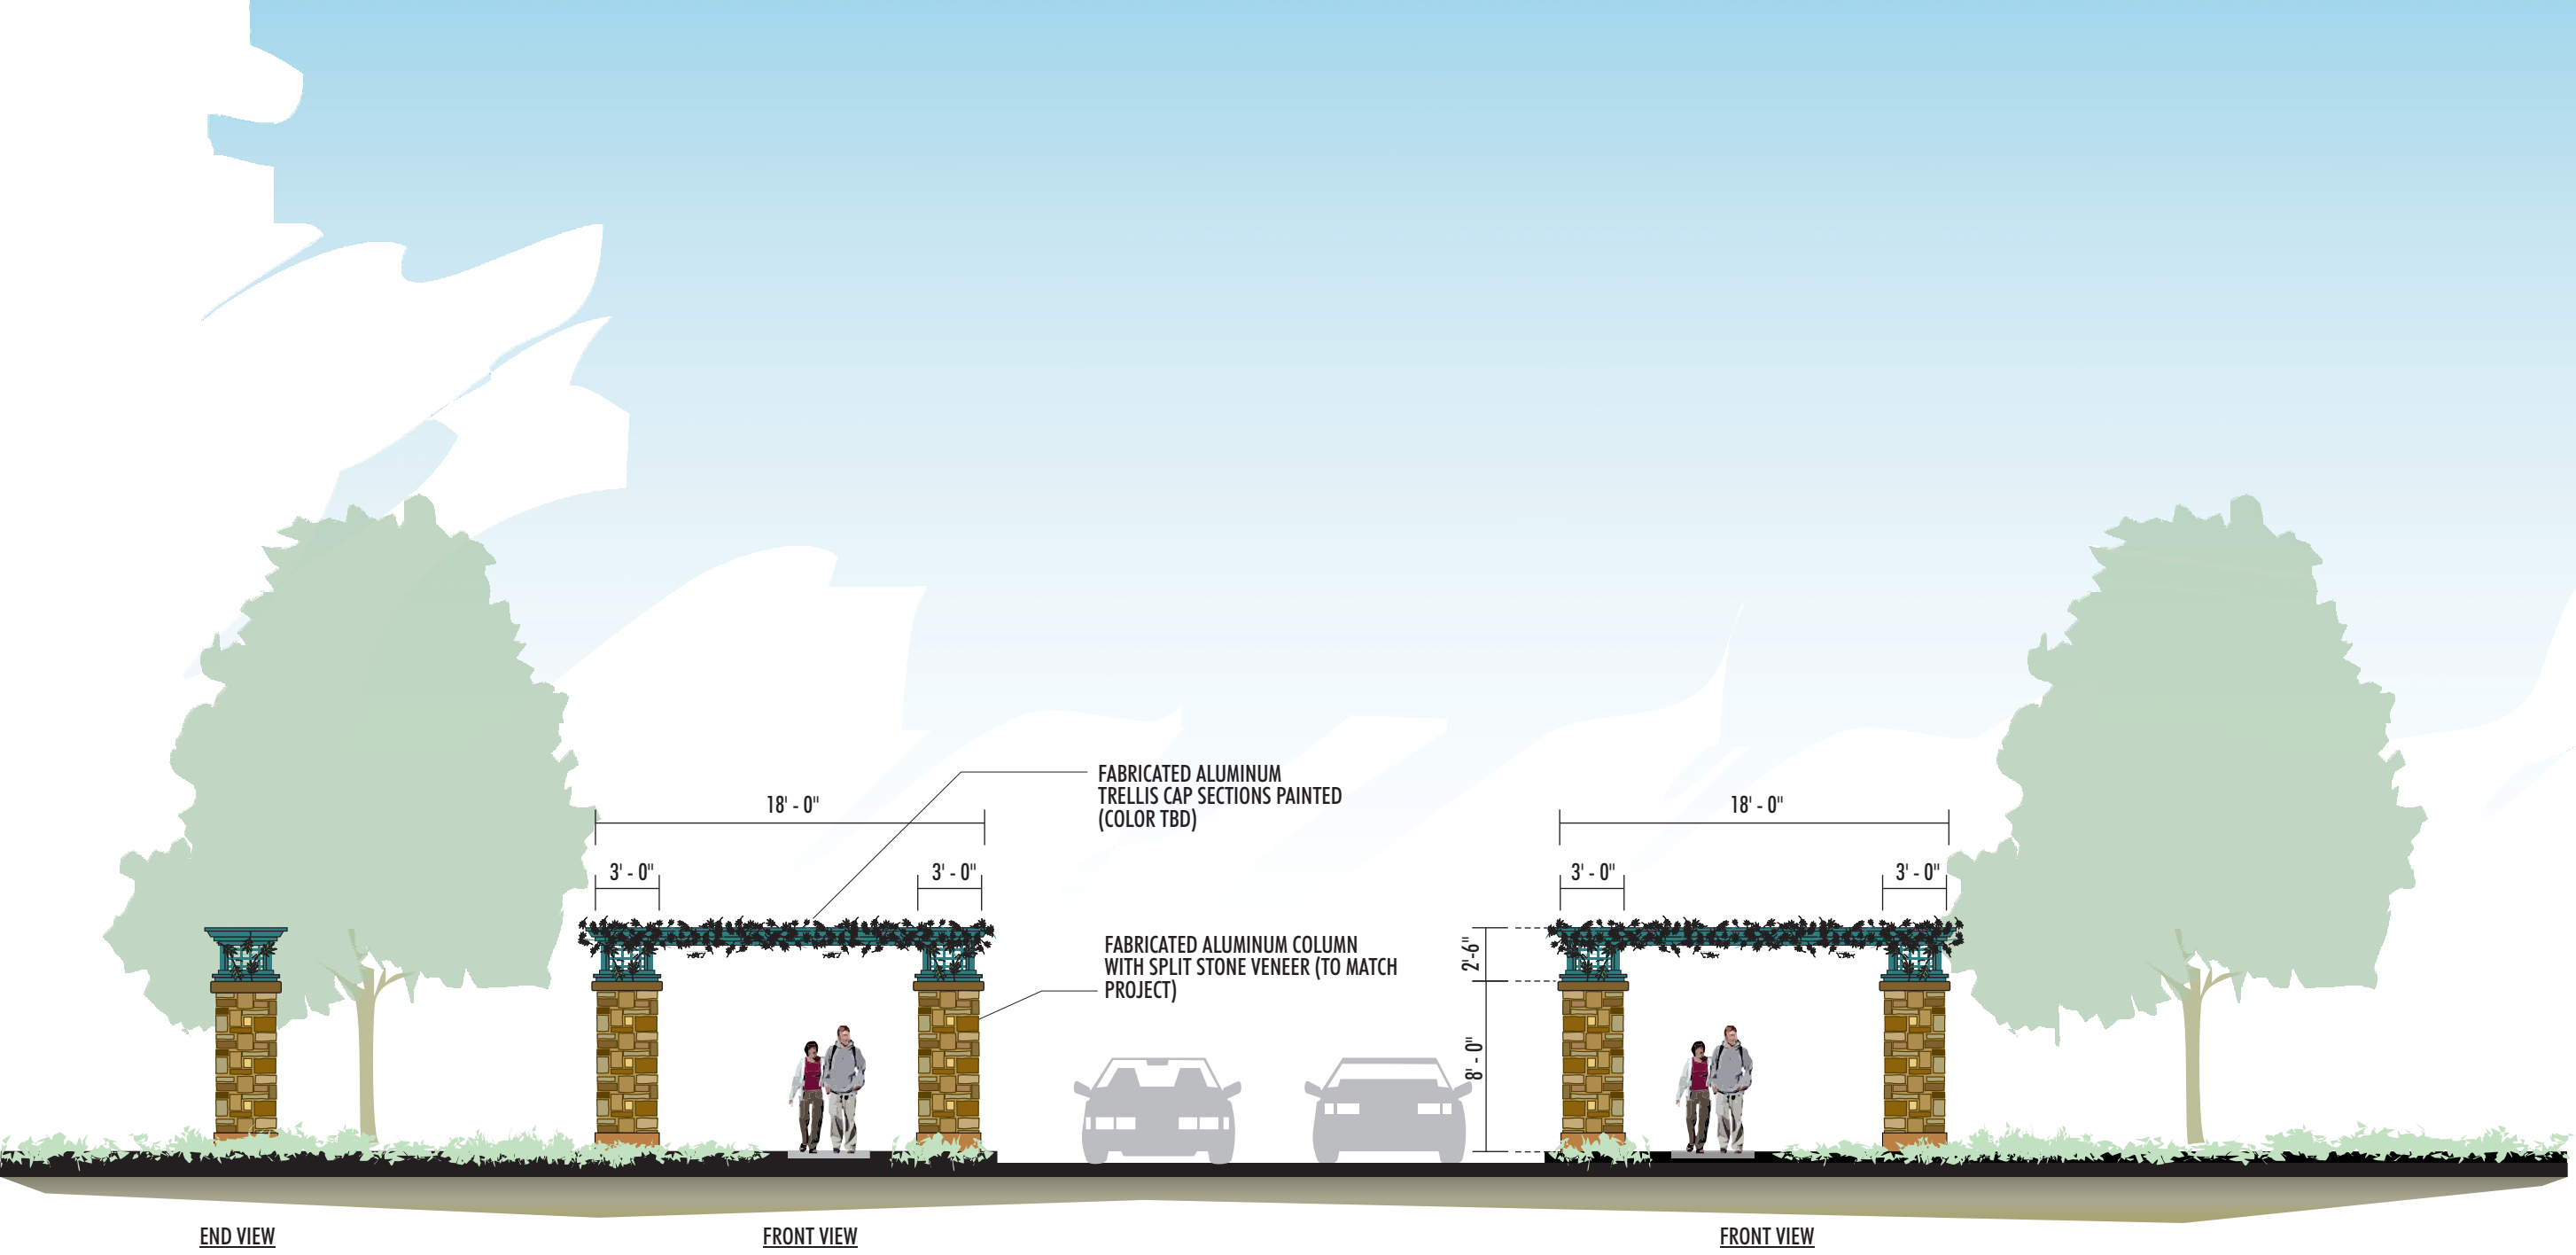 FABRICATED ALUMINUM
TRELLIS CAP SECTIONS PAINTED
(COLOR TBD)
18' - 0"
18' - 0"
3' - 0"
3' - 0"
3' - 0"
3' - 0"
FABRICATED ALUMINUM COLUMN
WITH SPLIT STONE VENEER (TO MATCH
PROJECT)
2'-6"
8' - 0"
END VIEW
FRONT VIEW
FRONT VIEW